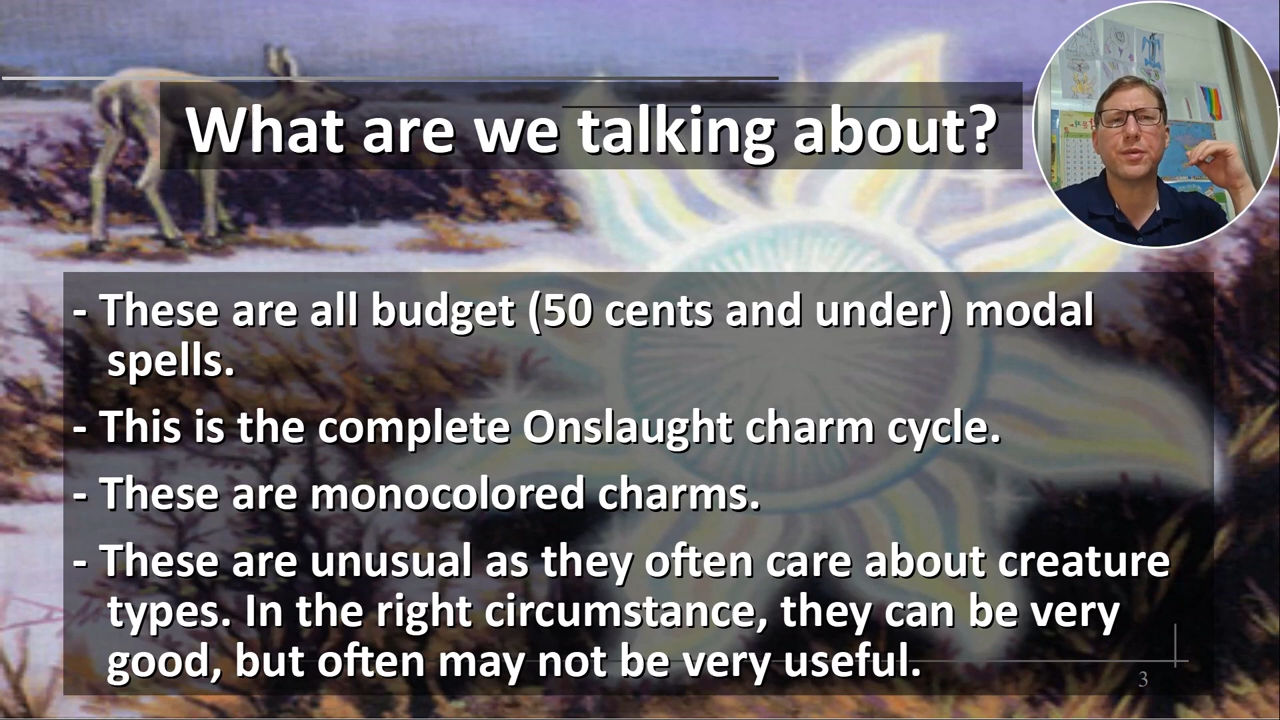 What are we talking about?
- These are all budget (50 cents and under) modal
spells.
- This is the complete Onslaught charm cycle.
- These are monocolored charms.
- These are unusual as they often care about creature
types. In the right circumstance, they can be very
good, but often may not be very useful.
3